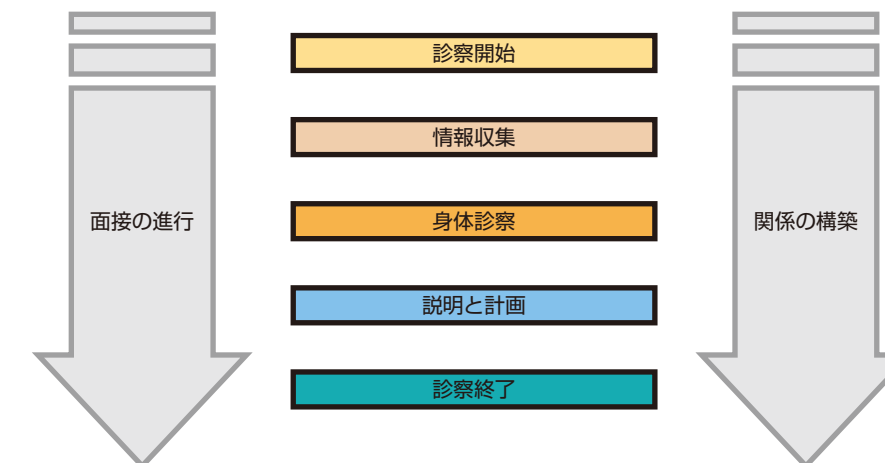 診察開始
情報収集
面接の進行
身体診察
関係の構築
説明と計画
診察終了